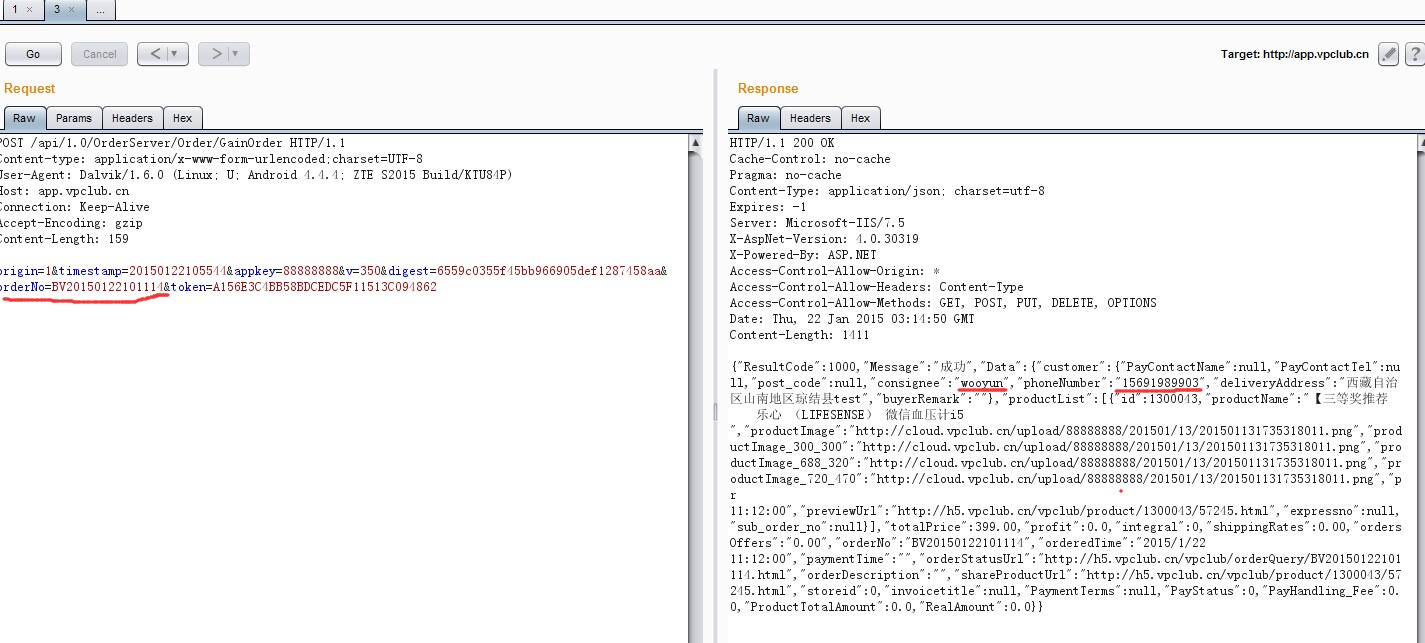 1 × 3 × ...
Go Cancel < > Target: http://app.vpclub.cn ?
Request
Raw Params Headers Hex
POST /api/1.0/OrderServer/Order/GainOrder HTTP/1.1
Content-type: application/x-www-form-urlencoded;charset=UTF-8
User-Agent: Dalvik/1.6.0 (Linux; U; Android 4.4.4; ZTE S2015 Build/KTU84P)
Host: app.vpclub.cn
Connection: Keep-Alive
Accept-Encoding: gzip
Content-Length: 159
origin=1&timestamp=20150122105544&appkey=88888888&v=350&digest=6559c0355f45bb966905def1287458aa&
orderNo=BV20150122101114&token=A156E3C4BB58BDCEDC5F11513C094862
Response
Raw Headers Hex
HTTP/1.1 200 OK
Cache-Control: no-cache
Pragma: no-cache
Content-Type: application/json; charset=utf-8
Expires: -1
Server: Microsoft-IIS/7.5
X-AspNet-Version: 4.0.30319
X-Powered-By: ASP.NET
Access-Control-Allow-Origin: *
Access-Control-Allow-Headers: Content-Type
Access-Control-Allow-Methods: GET, POST, PUT, DELETE, OPTIONS
Date: Thu, 22 Jan 2015 03:14:50 GMT
Content-Length: 1411
{"ResultCode":1000,"Message":"成功","Data":{"customer":{"PayContactName":null,"PayContactTel":nu
ll,"post_code":null,"consignee":"wooyun","phoneNumber":"15691989903","deliveryAddress":"西藏自治
区山南地区琼结县test","buyerRemark":""},"productList":[{"id":1300043,"productName":"【三等奖推荐
乐心 （LIFESENSE） 微信血压计i5
","productImage":"http://cloud.vpclub.cn/upload/88888888/201501/13/201501131735318011.png","prod
uctImage_300_300":"http://cloud.vpclub.cn/upload/88888888/201501/13/201501131735318011.png","pro
ductImage_688_320":"http://cloud.vpclub.cn/upload/88888888/201501/13/201501131735318011.png","pr
oductImage_720_470":"http://cloud.vpclub.cn/upload/88888888/201501/13/201501131735318011.png","p
r
11:12:00","previewUrl":"http://h5.vpclub.cn/vpclub/product/1300043/57245.html","expressno":null,
"sub_order_no":null}],"totalPrice":399.00,"profit":0.0,"integral":0,"shippingRates":0.00,"orders
Offers":"0.00","orderNo":"BV20150122101114","orderedTime":"2015/1/22
11:12:00","paymentTime":"","orderStatusUrl":"http://h5.vpclub.cn/vpclub/orderQuery/BV20150122101
114.html","orderDescription":"","shareProductUrl":"http://h5.vpclub.cn/vpclub/product/1300043/57
245.html","storeid":0,"invoicetitle":null,"PaymentTerms":null,"PayStatus":0,"PayHandling_Fee":0.
0,"ProductTotalAmount":0.0,"RealAmount":0.0}}